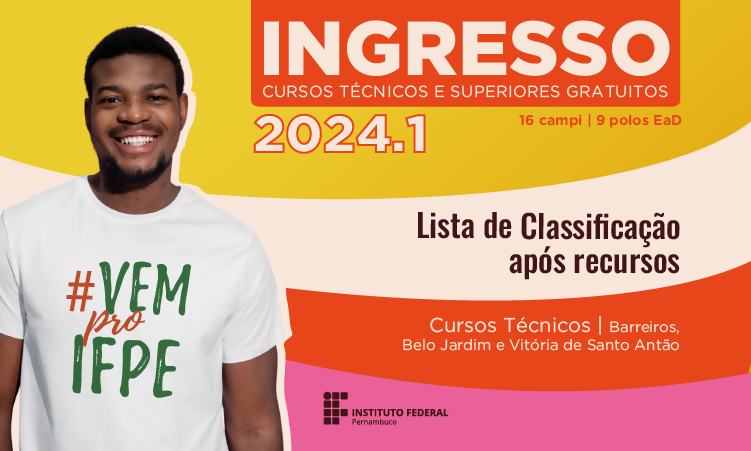 INGRESSO
CURSOS TÉCNICOS E SUPERIORES GRATUITOS
2024.1
16 campi | 9 polos EaD
Lista de Classificação
após recursos
#VEM
pro
IFPE
Cursos Técnicos | Barreiros,
Belo Jardim e Vitória de Santo Antão
INSTITUTO FEDERAL
Pernambuco